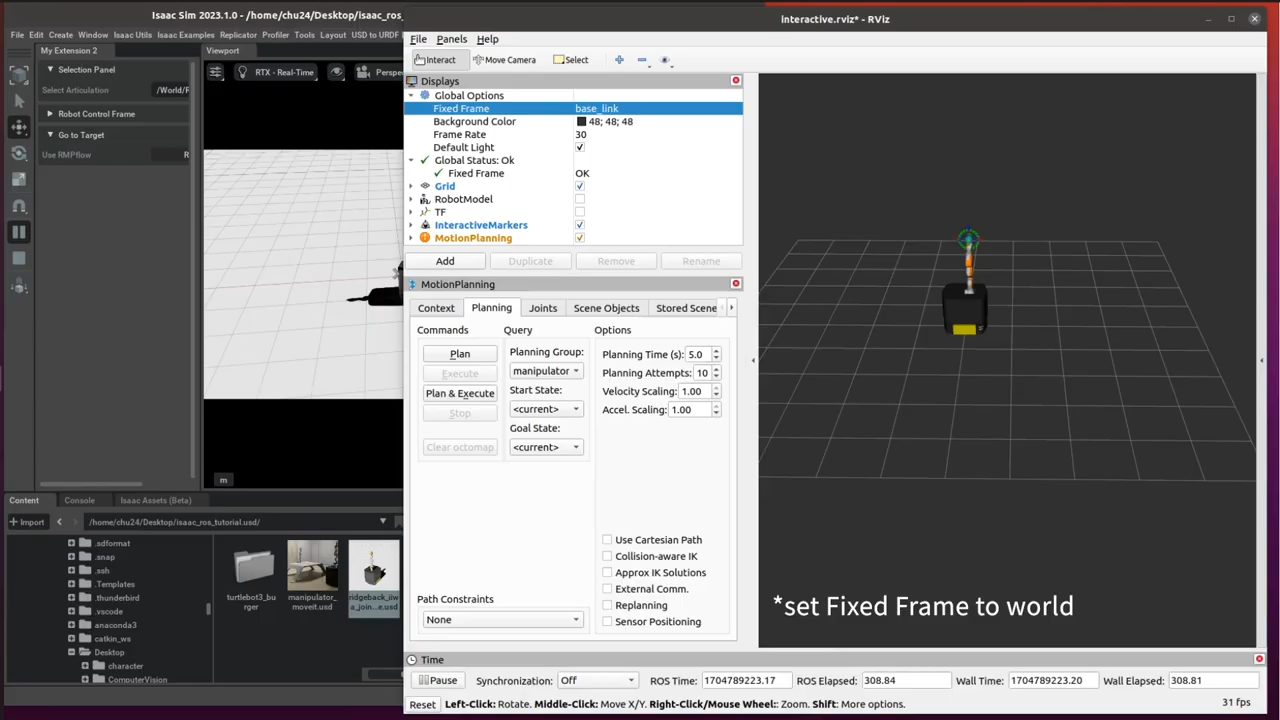 Isaac Sim 2023.1.0 - /home/chu24/Desktop/isaac_ros_
File Edit Create Window Isaac Utils Isaac Examples Replicator Profiler Tools Layout USD to URDF
My Extension 2
Selection Panel
Select Articulation /World/F
Robot Control Frame
Go to Target
Use RMPflow R
Viewport
RTX - Real-Time Perspe
m
Content Console Isaac Assets (Beta)
Import /home/chu24/Desktop/isaac_ros_tutorial.usd/
.sdformat
.snap
.ssh
.Templates
.thunderbird
.vscode
anaconda3
catkin_ws
Desktop
character
ComputerVision
turtlebot3_bu
rger
manipulator_
moveit.usd
ridgeback_iiw
a_join...e.usd
interactive.rviz* - RViz
File Panels Help
Interact Move Camera Select
Displays
Global Options
Fixed Frame base_link
Background Color 48; 48; 48
Frame Rate 30
Default Light
Global Status: Ok
Fixed Frame OK
Grid
RobotModel
TF
InteractiveMarkers
MotionPlanning
Add Duplicate Remove Rename
MotionPlanning
Context Planning Joints Scene Objects Stored Scene
Commands
Plan
Execute
Plan & Execute
Stop
Clear octomap
Query
Planning Group:
manipulator
Start State:
<current>
Goal State:
<current>
Options
Planning Time (s): 5.0
Planning Attempts: 10
Velocity Scaling: 1.00
Accel. Scaling: 1.00
Use Cartesian Path
Collision-aware IK
Approx IK Solutions
External Comm.
Replanning
Sensor Positioning
Path Constraints
None
*set Fixed Frame to world
Time
Pause Synchronization: Off ROS Time: 1704789223.17 ROS Elapsed: 308.84 Wall Time: 1704789223.20 Wall Elapsed: 308.81
Reset Left-Click: Rotate. Middle-Click: Move X/Y. Right-Click/Mouse Wheel:: Zoom. Shift: More options. 31 fps